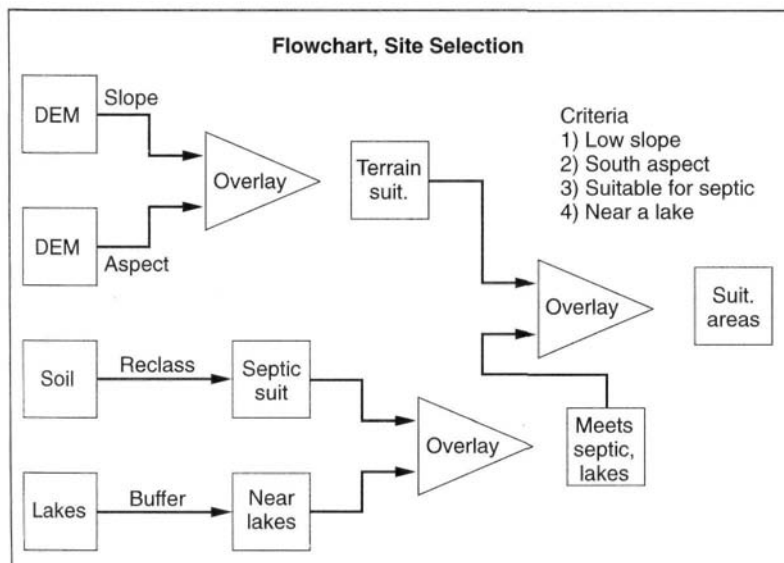 Flowchart, Site Selection
DEM
Slope
Overlay
DEM
Aspect
Terrain
suit.
Criteria
1) Low slope
2) South aspect
3) Suitable for septic
4) Near a lake
Overlay
Suit.
areas
Soil
Reclass
Septic
suit
Overlay
Meets
septic,
lakes
Lakes
Buffer
Near
lakes